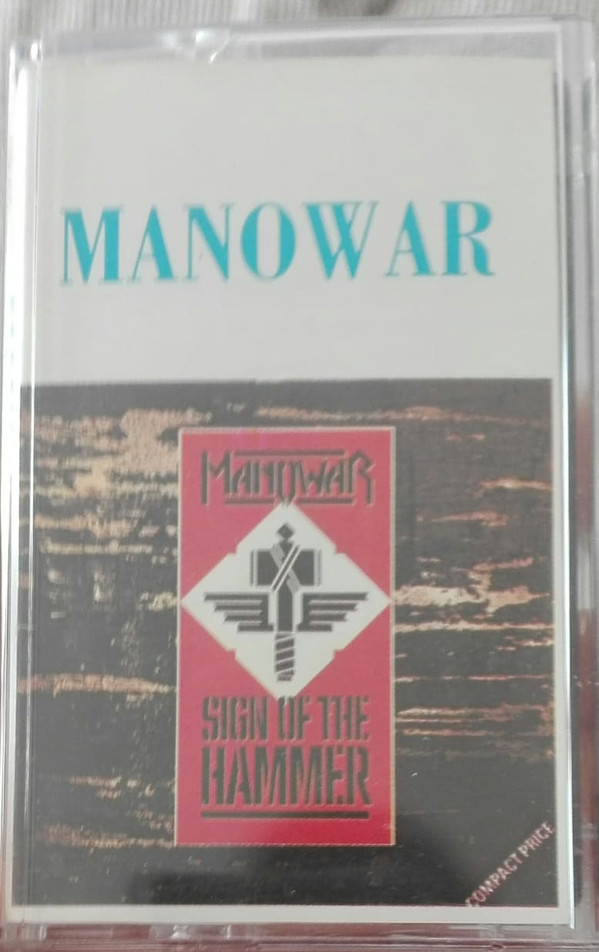 MANOWAR
MANOWAR
SIGN OF THE
HAMMER
COMPACT PRICE